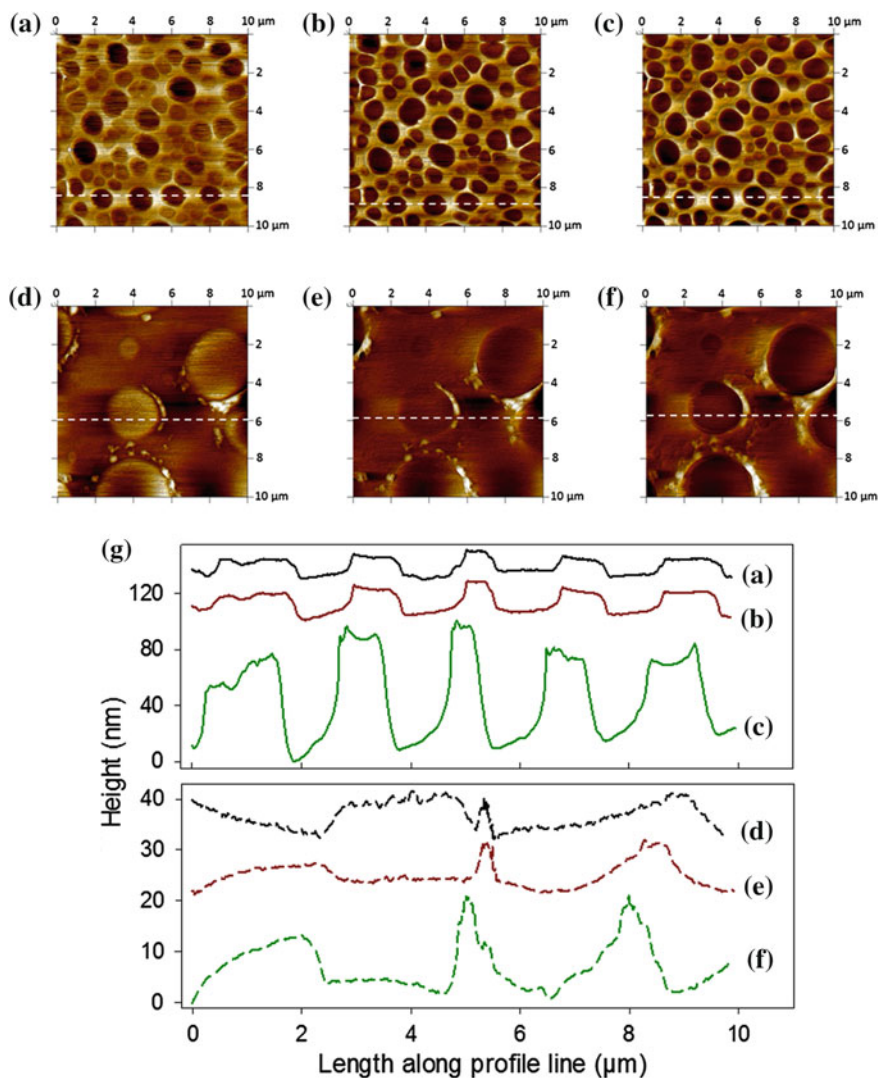 (a) (b) (c)
0 2 4 6 8 10 μm 0 2 4 6 8 10 μm 0 2 4 6 8 10 μm
2 2 2
4 4 4
6 6 6
8 8 8
10 μm 10 μm 10 μm
(d) (e) (f)
0 2 4 6 8 10 μm 0 2 4 6 8 10 μm 0 2 4 6 8 10 μm
2 2 2
4 4 4
6 6 6
8 8 8
10 μm 10 μm 10 μm
(g)
120
80
40
0
(a)
(b)
(c)
Height (nm)
40
30
20
10
0
(d)
(e)
(f)
0 2 4 6 8 10
Length along profile line (μm)